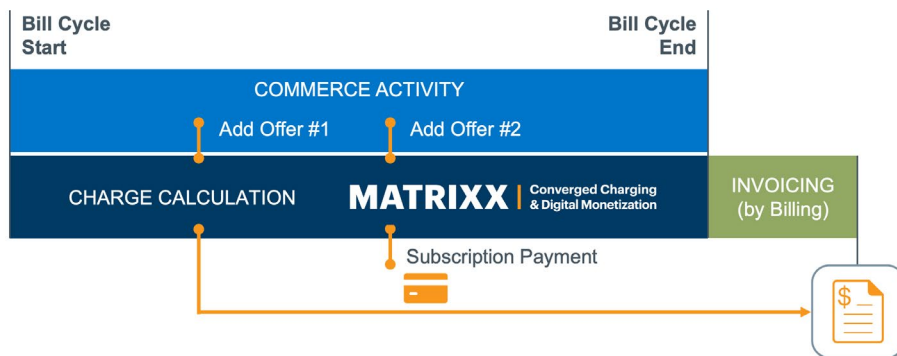 Bill Cycle
Start
Bill Cycle
End
COMMERCE ACTIVITY
Add Offer #1
Add Offer #2
CHARGE CALCULATION
MATRIXX
Converged Charging
& Digital Monetization
INVOICING
(by Billing)
Subscription Payment
$